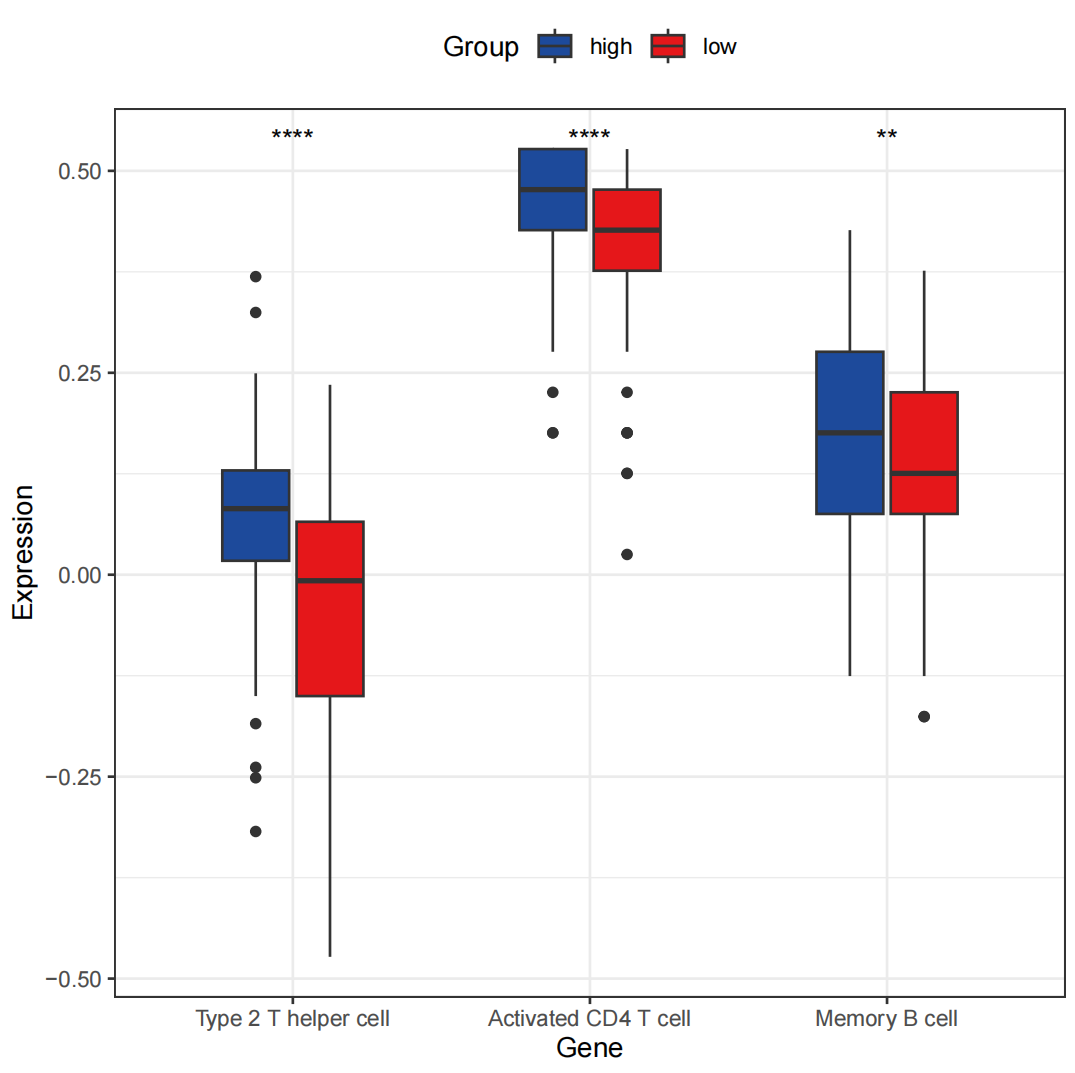 Group high low
**** **** **
0.50
0.25
0.00
−0.25
−0.50
Expression
Type 2 T helper cell Activated CD4 T cell Memory B cell
Gene